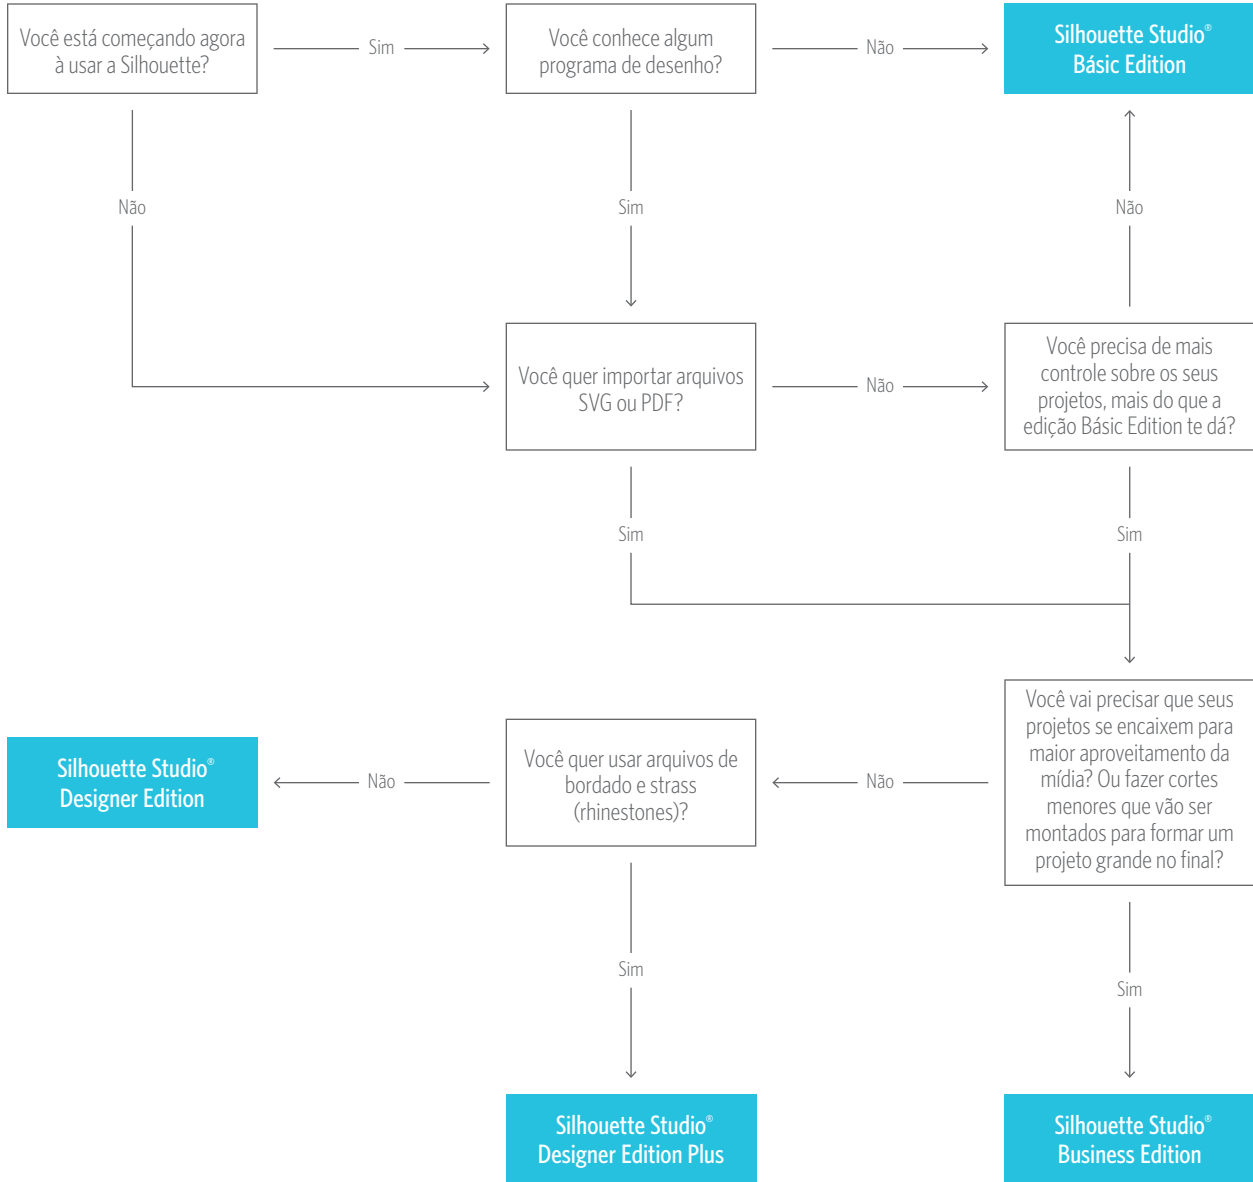 Você está começando agora
à usar a Silhouette?
Sim
Você conhece algum
programa de desenho?
Não
Silhouette Studio®
Básic Edition
Não
Sim
Não
Você quer importar arquivos
SVG ou PDF?
Não
Você precisa de mais
controle sobre os seus
projetos, mais do que a
edição Básic Edition te dá?
Sim
Sim
Silhouette Studio®
Designer Edition
Não
Você quer usar arquivos de
bordado e strass
(rhinestones)?
Não
Você vai precisar que seus
projetos se encaixem para
maior aproveitamento da
mídia? Ou fazer cortes
menores que vão ser
montados para formar um
projeto grande no final?
Sim
Sim
Silhouette Studio®
Designer Edition Plus
Silhouette Studio®
Business Edition